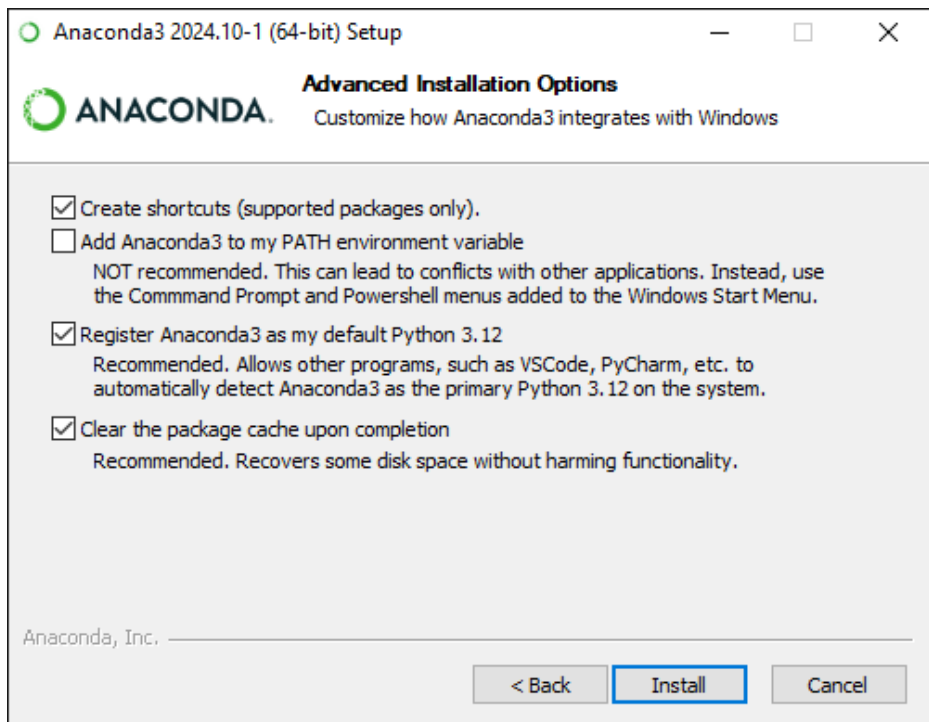 Anaconda3 2024.10-1 (64-bit) Setup
ANACONDA.
Advanced Installation Options
Customize how Anaconda3 integrates with Windows
Create shortcuts (supported packages only).
Add Anaconda3 to my PATH environment variable
NOT recommended. This can lead to conflicts with other applications. Instead, use
the Commmand Prompt and Powershell menus added to the Windows Start Menu.
Register Anaconda3 as my default Python 3.12
Recommended. Allows other programs, such as VSCode, PyCharm, etc. to
automatically detect Anaconda3 as the primary Python 3.12 on the system.
Clear the package cache upon completion
Recommended. Recovers some disk space without harming functionality.
Anaconda, Inc.
< Back
Install
Cancel